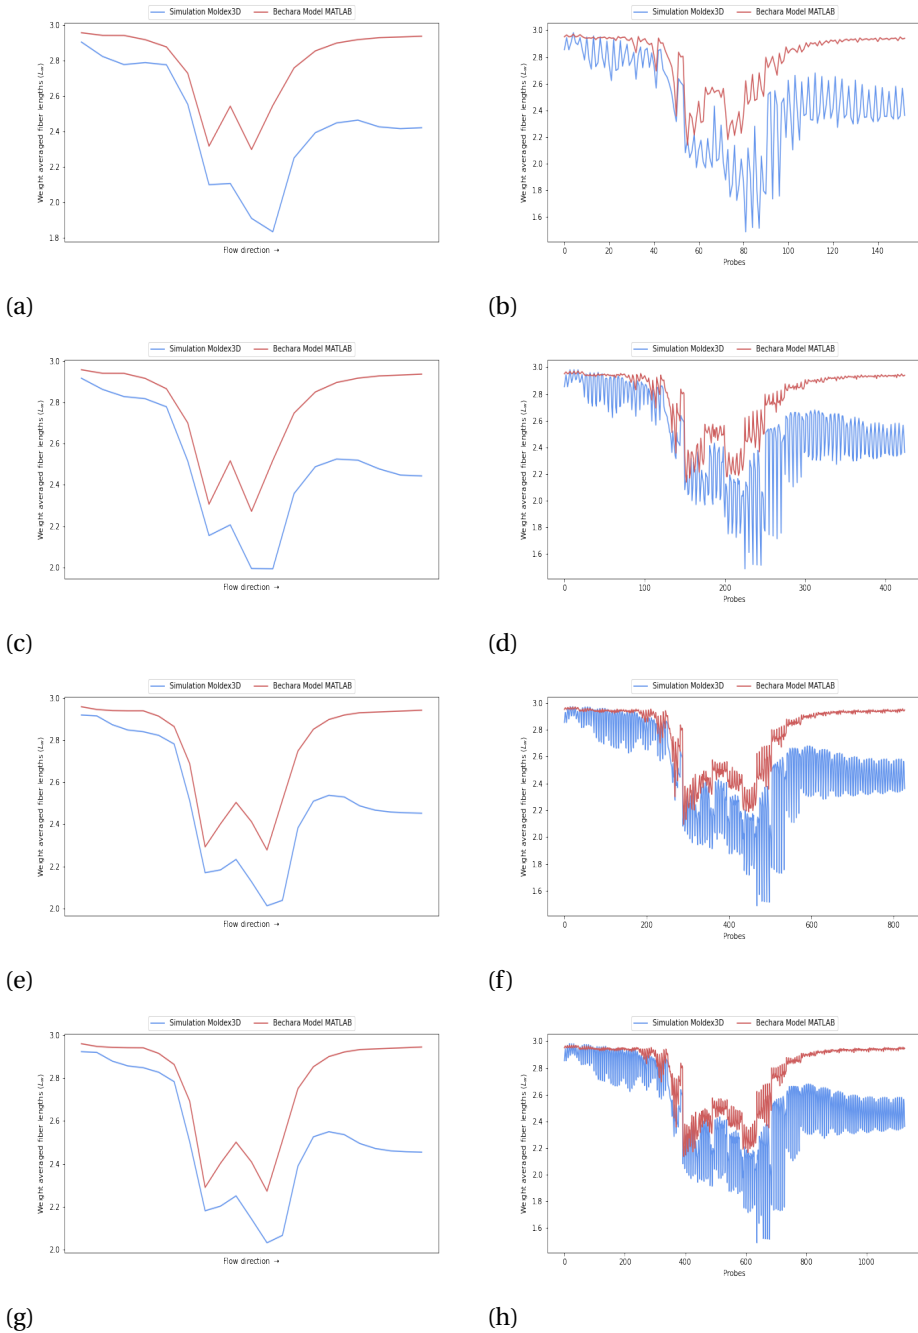 Simulation Moldex3D Bechara Model MATLAB
Weight averaged fiber lengths (Lw)
3.0
2.8
2.6
2.4
2.2
2.0
1.8
Flow direction →
(a)
Simulation Moldex3D Bechara Model MATLAB
Weight averaged fiber lengths (Lw)
3.0
2.8
2.6
2.4
2.2
2.0
1.8
1.6
0 20 40 60 80 100 120 140
Probes
(b)
Simulation Moldex3D Bechara Model MATLAB
Weight averaged fiber lengths (Lw)
3.0
2.8
2.6
2.4
2.2
2.0
Flow direction →
(c)
Simulation Moldex3D Bechara Model MATLAB
Weight averaged fiber lengths (Lw)
3.0
2.8
2.6
2.4
2.2
2.0
1.8
1.6
0 100 200 300 400
Probes
(d)
Simulation Moldex3D Bechara Model MATLAB
Weight averaged fiber lengths (Lw)
3.0
2.8
2.6
2.4
2.2
2.0
Flow direction →
(e)
Simulation Moldex3D Bechara Model MATLAB
Weight averaged fiber lengths (Lw)
3.0
2.8
2.6
2.4
2.2
2.0
1.8
1.6
0 200 400 600 800
Probes
(f)
Simulation Moldex3D Bechara Model MATLAB
Weight averaged fiber lengths (Lw)
3.0
2.8
2.6
2.4
2.2
2.0
Flow direction →
(g)
Simulation Moldex3D Bechara Model MATLAB
Weight averaged fiber lengths (Lw)
3.0
2.8
2.6
2.4
2.2
2.0
1.8
1.6
0 200 400 600 800 1000
Probes
(h)